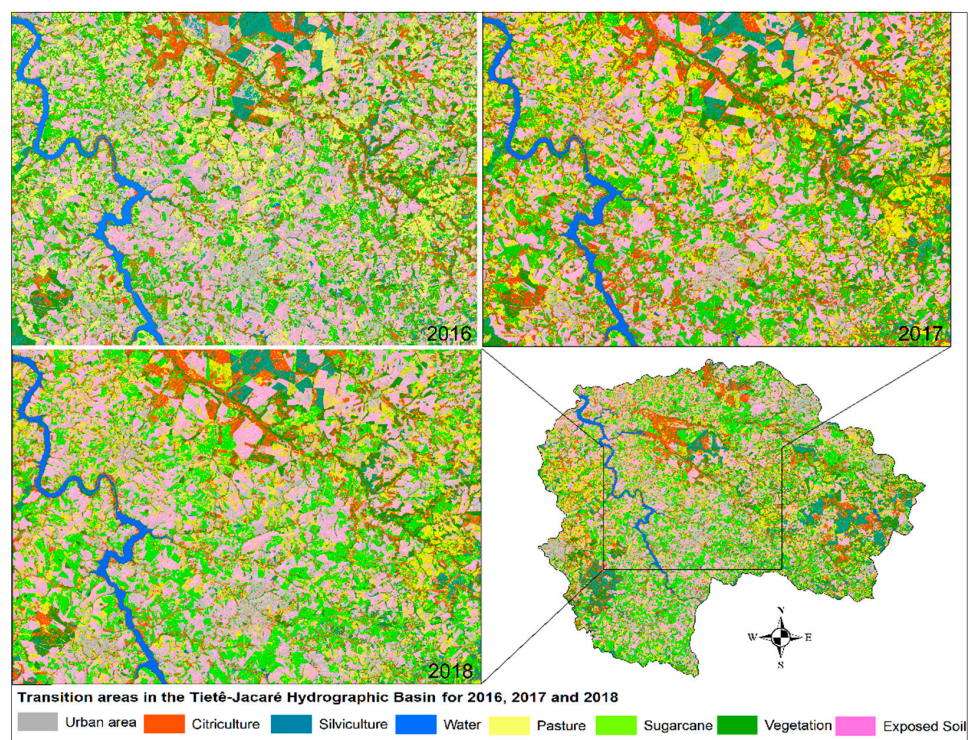 2016
2017
2018
N
W E
S
Transition areas in the Tietê-Jacaré Hydrographic Basin for 2016, 2017 and 2018
Urban area Citriculture Silviculture Water Pasture Sugarcane Vegetation Exposed Soil